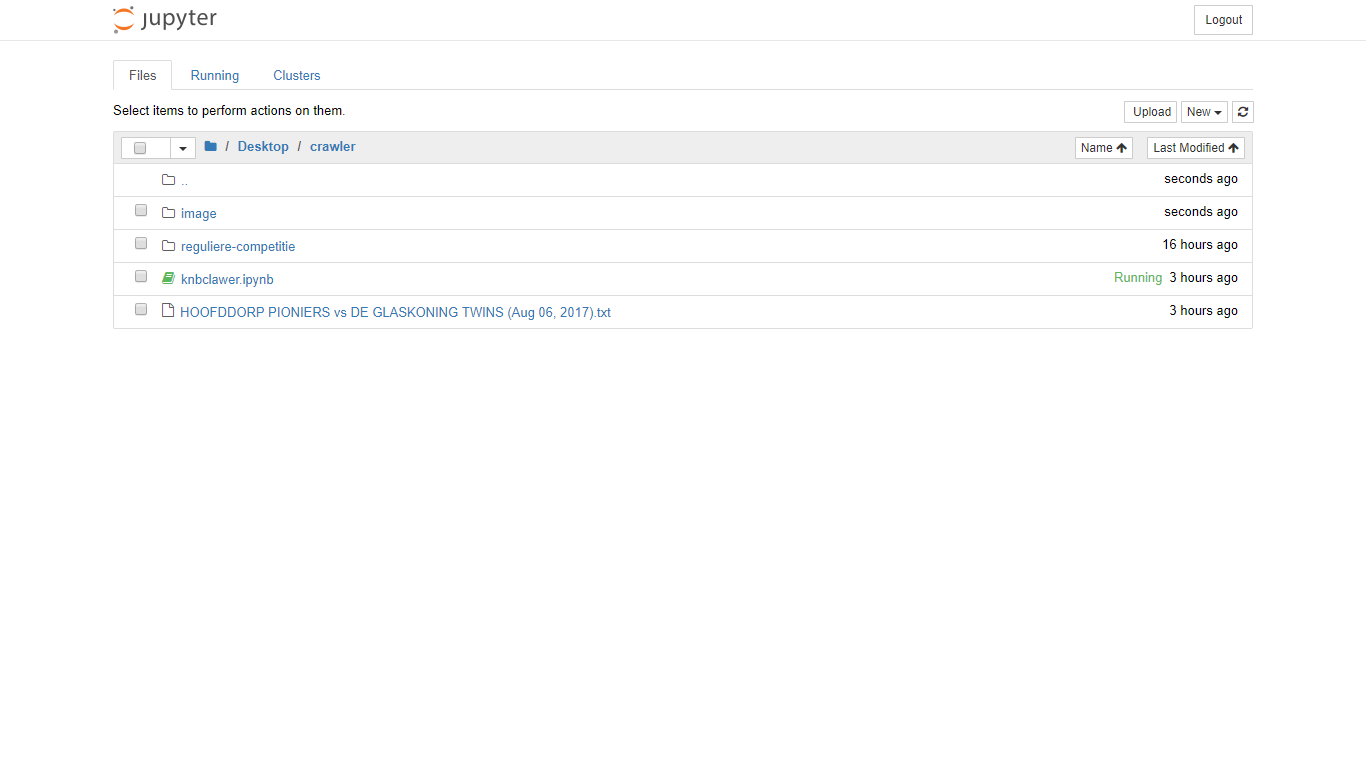 jupyter
Logout
Files Running Clusters
Select items to perform actions on them.
Upload New
/ Desktop / crawler
Name Last Modified
.. seconds ago
image seconds ago
reguliere-competitie 16 hours ago
knbclawer.ipynb Running 3 hours ago
HOOFDDORP PIONIERS vs DE GLASKONING TWINS (Aug 06, 2017).txt 3 hours ago